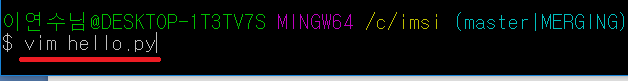 이연수님@DESKTOP-1T3TV7S MINGW64 /c/imsi (master|MERGING)
$ vim hello.py